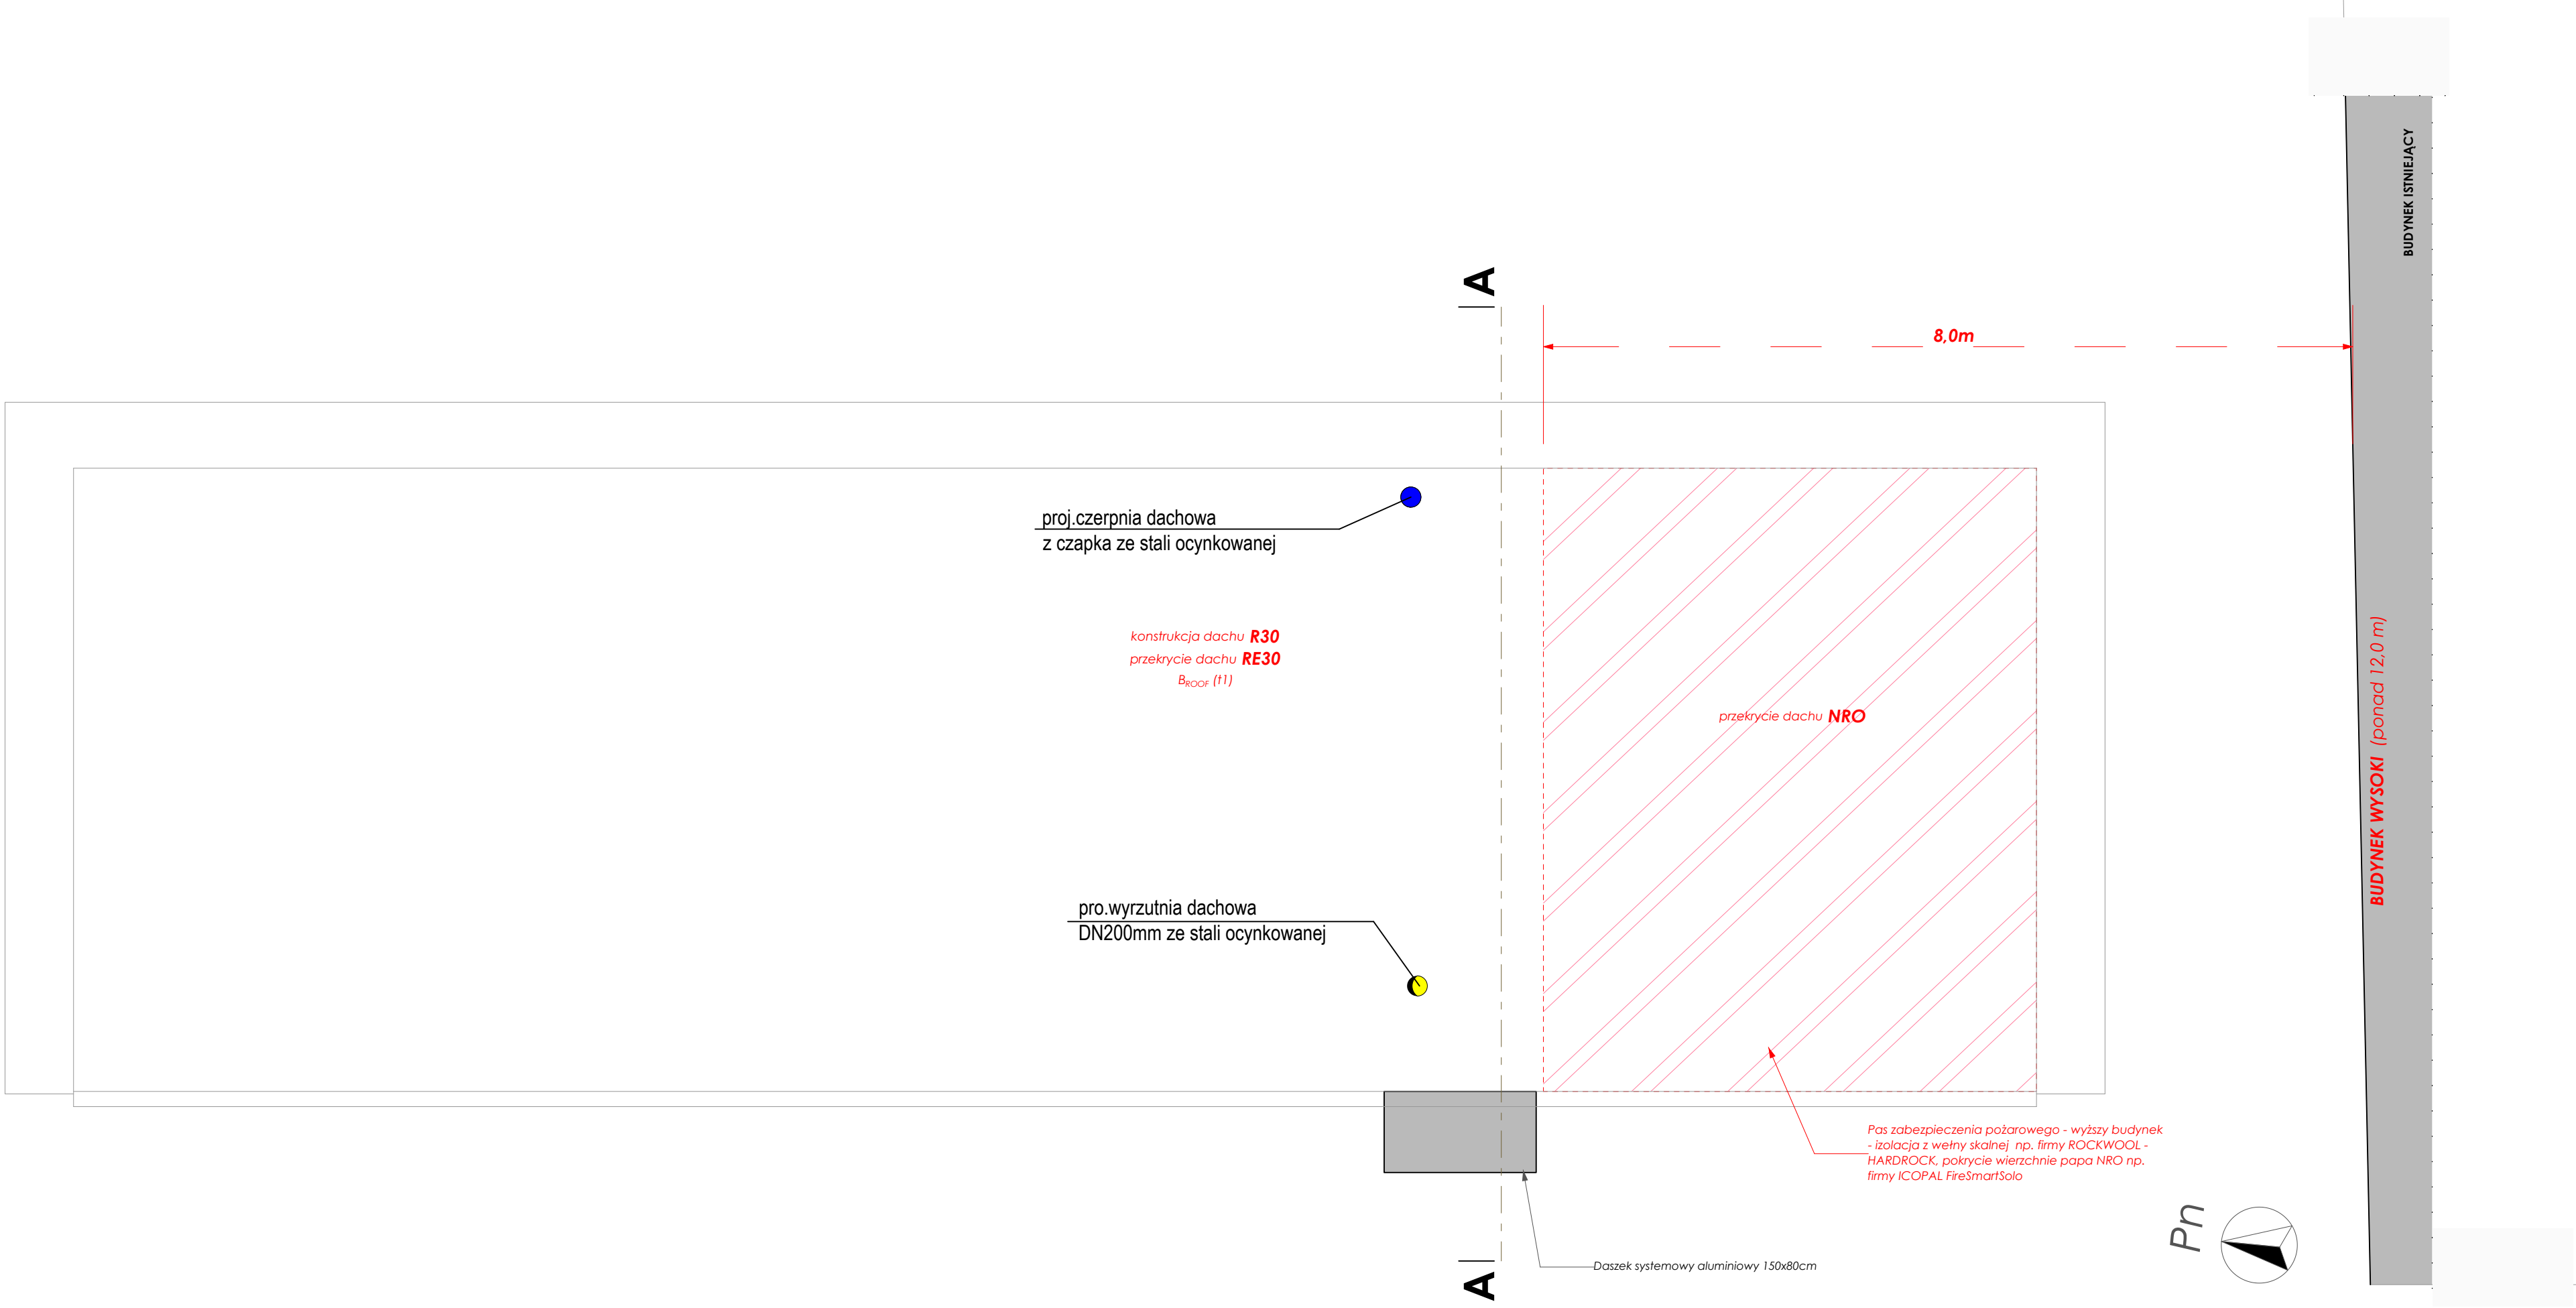 BUDYNEK ISTNIEJĄCY
A
8,0m
proj.czerpnia dachowa
z czapka ze stali ocynkowanej
konstrukcja dachu R30
przekrycie dachu RE30
BROOF (t1)
przekrycie dachu NRO
BUDYNEK WYSOKI (ponad 12,0 m)
pro.wyrzutnia dachowa
DN200mm ze stali ocynkowanej
Pas zabezpieczenia pożarowego - wyższy budynek
- izolacja z wełny skalnej np. firmy ROCKWOOL -
HARDROCK, pokrycie wierzchnie papa NRO np.
firmy ICOPAL FireSmartSolo
Pn
Daszek systemowy aluminiowy 150x80cm
A